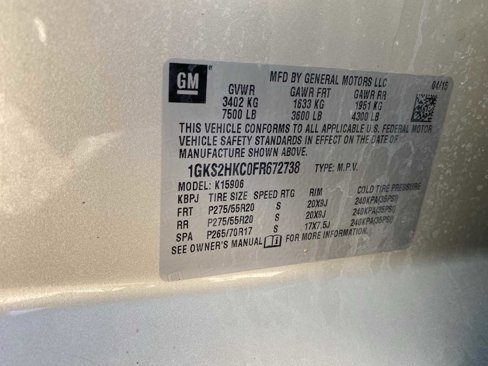 GM
MFD BY GENERAL MOTORS LLC
04/15
GVWR GAWR FRT GAWR RR
3402 KG 1633 KG 1951 KG
7500 LB 3600 LB 4300 LB
THIS VEHICLE CONFORMS TO ALL APPLICABLE U.S. FEDERAL MOTOR
VEHICLE SAFETY STANDARDS IN EFFECT ON THE DATE OF
MANUFACTURE SHOWN ABOVE.
1GKS2HKC0FR672738 TYPE: M.P.V.
MODEL: K15906
KBPJ TIRE SIZE SPEED RTG RIM COLD TIRE PRESSURE
FRT P275/55R20 S 20X9J 240KPA(35PSI)
RR P275/55R20 S 20X9J 240KPA(35PSI)
SPA P265/70R17 S 17X7.5J 240KPA(35PSI)
SEE OWNER'S MANUAL FOR MORE INFORMATION.